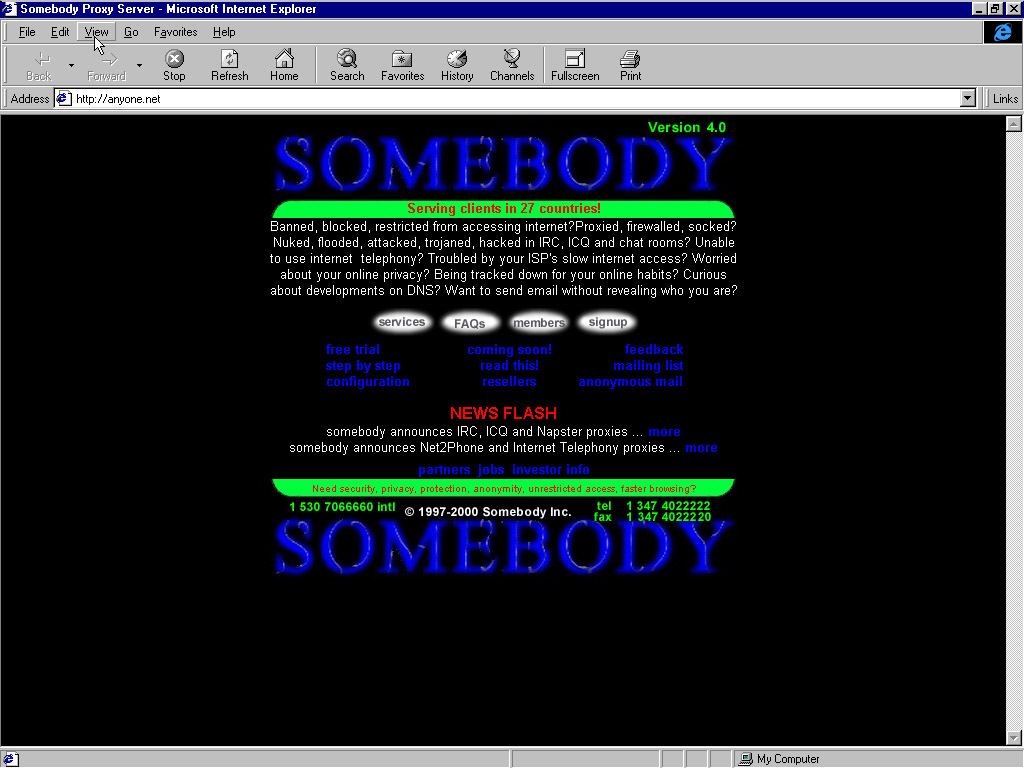 Somebody Proxy Server - Microsoft Internet Explorer
File Edit View Go Favorites Help
Back Forward Stop Refresh Home Search Favorites History Channels Fullscreen Print
Address http://anyone.net Links
Version 4.0
SOMEBODY
Serving clients in 27 countries!
Banned, blocked, restricted from accessing internet?Proxied, firewalled, socked?
Nuked, flooded, attacked, trojaned, hacked in IRC, ICQ and chat rooms? Unable
to use internet telephony? Troubled by your ISP's slow internet access? Worried
about your online privacy? Being tracked down for your online habits? Curious
about developments on DNS? Want to send email without revealing who you are?
services FAQs members signup
free trial coming soon! feedback
step by step read this! mailing list
configuration resellers anonymous mail
NEWS FLASH
somebody announces IRC, ICQ and Napster proxies ... more
somebody announces Net2Phone and Internet Telephony proxies ... more
partners jobs investor info
Need security, privacy, protection, anonymity, unrestricted access, faster browsing?
1 530 7066660 intl © 1997-2000 Somebody Inc. tel 1 347 4022222
fax 1 347 4022220
SOMEBODY
My Computer